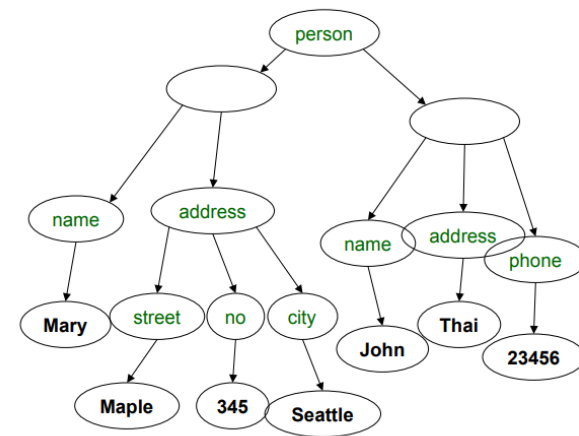 person
name
address
name
address
phone
Mary
street
no
city
John
Thai
23456
Maple
345
Seattle